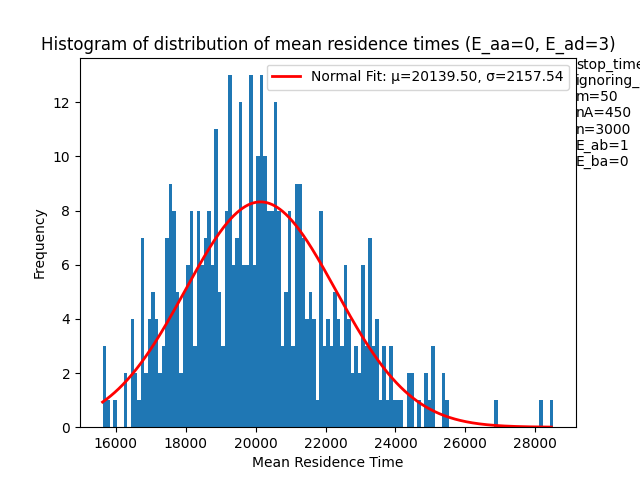 Histogram of distribution of mean residence times (E_aa=0, E_ad=3)
Normal Fit: μ=20139.50, σ=2157.54
stop_time
ignoring_
m=50
nA=450
n=3000
E_ab=1
E_ba=0
Frequency
12
10
8
6
4
2
0
16000 18000 20000 22000 24000 26000 28000
Mean Residence Time